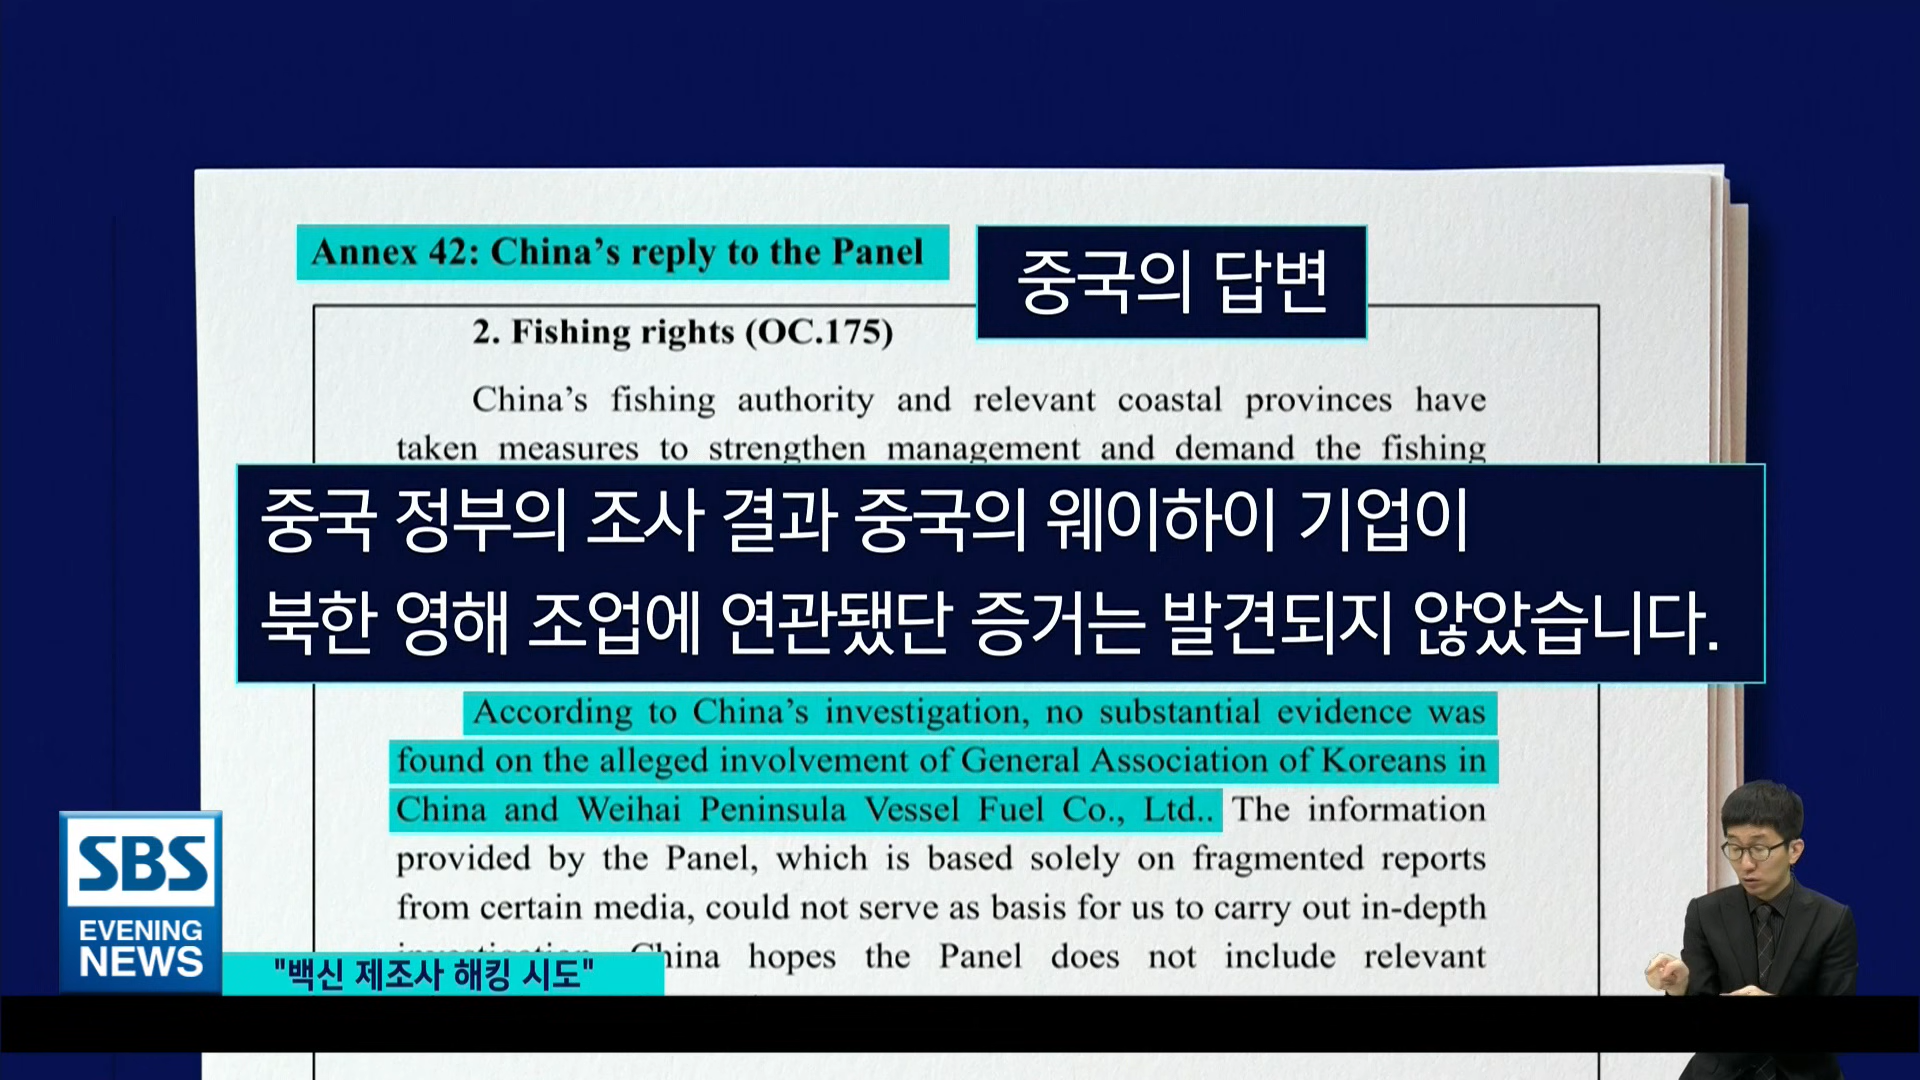 Annex 42: China's reply to the Panel
중국의 답변
2. Fishing rights (OC.175)
China's fishing authority and relevant coastal provinces have
taken measures to strengthen management and demand the fishing
중국 정부의 조사 결과 중국의 웨이하이 기업이
북한 영해 조업에 연관됐단 증거는 발견되지 않았습니다.
According to China's investigation, no substantial evidence was
found on the alleged involvement of General Association of Koreans in
China and Weihai Peninsula Vessel Fuel Co., Ltd.. The information
provided by the Panel, which is based solely on fragmented reports
from certain media, could not serve as basis for us to carry out in-depth
China hopes the Panel does not include relevant
SBS
EVENING
NEWS
"백신 제조사 해킹 시도"